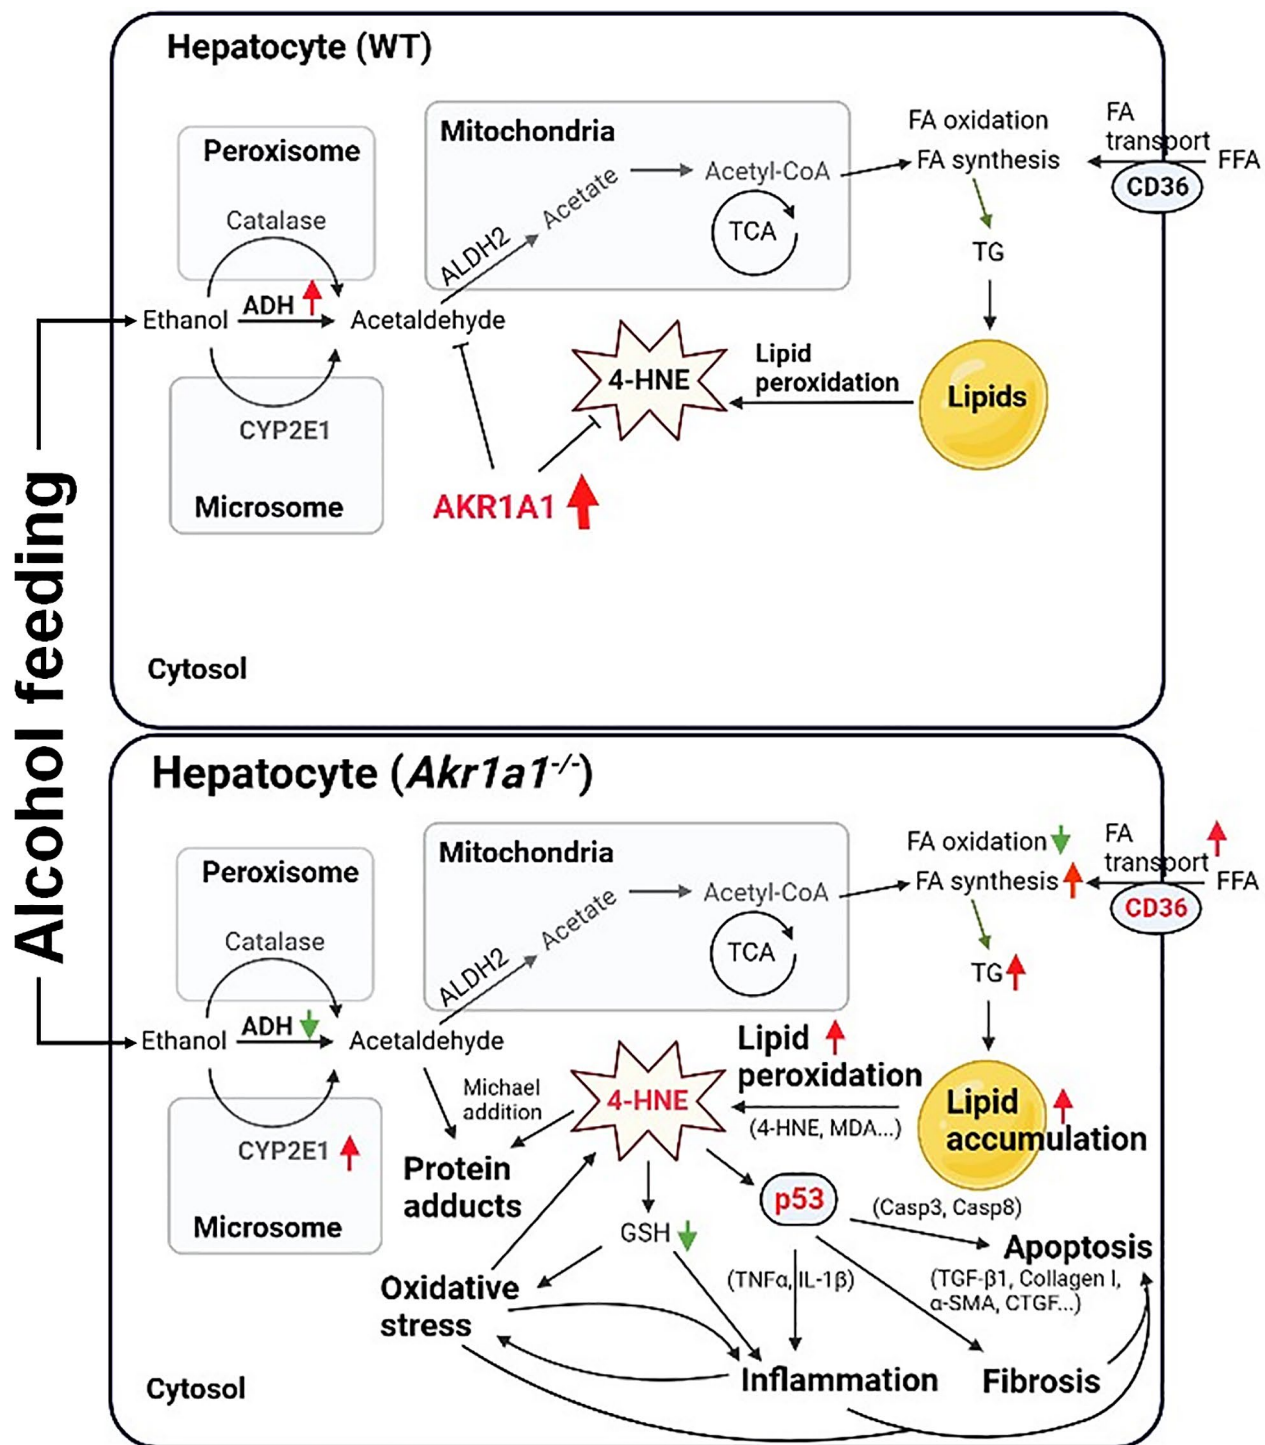 Alcohol feeding
Hepatocyte (WT)
Peroxisome
Catalase
Mitochondria
ALDH2
Acetate
Acetyl-CoA
TCA
FA oxidation
FA synthesis
FA
transport
FFA
CD36
TG
Ethanol
ADH
Acetaldehyde
4-HNE
Lipid
peroxidation
Lipids
CYP2E1
Microsome
AKR1A1
Cytosol
Hepatocyte (Akr1a1-/-)
Peroxisome
Catalase
Mitochondria
ALDH2
Acetate
Acetyl-CoA
TCA
FA oxidation
FA synthesis
FA
transport
FFA
CD36
TG
Ethanol
ADH
Acetaldehyde
Michael
addition
4-HNE
Lipid
peroxidation
(4-HNE, MDA...)
Lipid
accumulation
CYP2E1
Microsome
Protein
adducts
GSH
p53
(Casp3, Casp8)
Apoptosis
Oxidative
stress
(TNFα, IL-1β)
(TGF-β1, Collagen I,
α-SMA, CTGF...)
Inflammation
Fibrosis
Cytosol